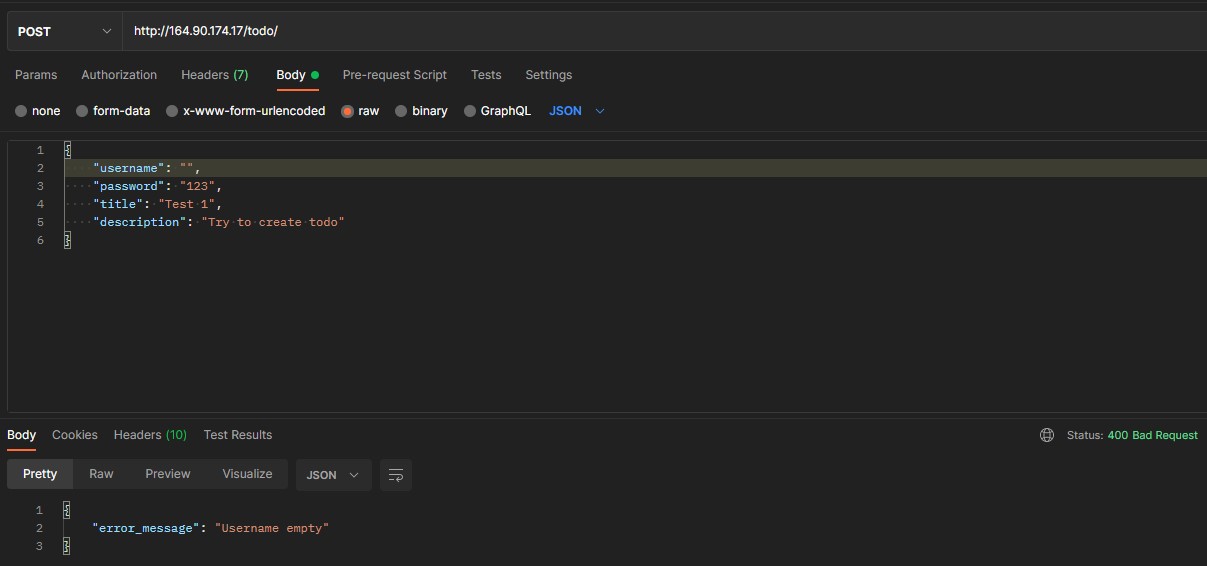 POST http://164.90.174.17/todo/
Params Authorization Headers (7) Body Pre-request Script Tests Settings
none form-data x-www-form-urlencoded raw binary GraphQL JSON
1 {
2 "username": "",
3 "password": "123",
4 "title": "Test 1",
5 "description": "Try to create todo"
6 }
Body Cookies Headers (10) Test Results Status: 400 Bad Request
Pretty Raw Preview Visualize JSON
1 {
2 "error_message": "Username empty"
3 }